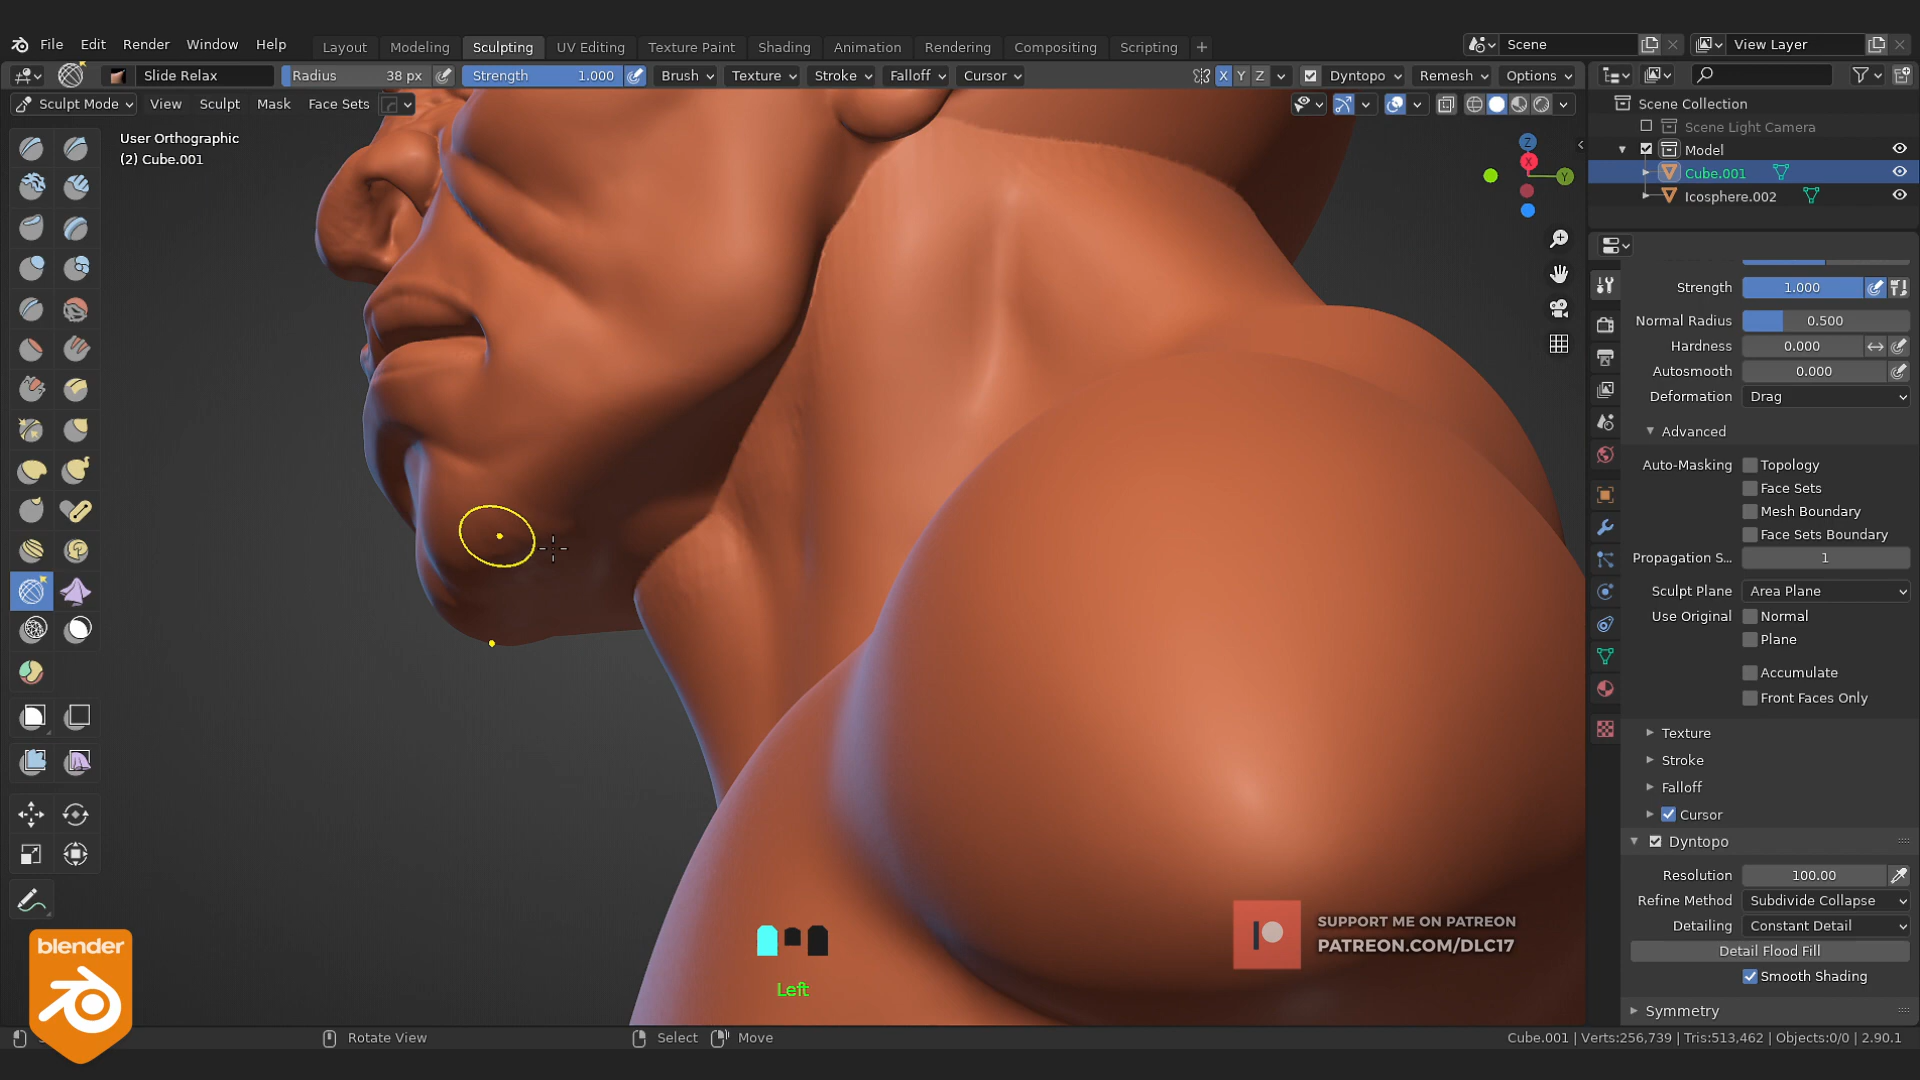 File Edit Render Window Help
Layout Modeling Sculpting UV Editing Texture Paint Shading Animation Rendering Compositing Scripting +
Scene
View Layer
Slide Relax
Radius 38 px
Strength 1.000
Brush Texture Stroke Falloff Cursor
X Y Z
Dyntopo Remesh Options
Sculpt Mode View Sculpt Mask Face Sets
User Orthographic
(2) Cube.001
Z
X
Y
Scene Collection
Scene Light Camera
Model
Cube.001
Icosphere.002
Strength 1.000
Normal Radius 0.500
Hardness 0.000
Autosmooth 0.000
Deformation Drag
Advanced
Auto-Masking Topology
Face Sets
Mesh Boundary
Face Sets Boundary
Propagation S... 1
Sculpt Plane Area Plane
Use Original Normal
Plane
Accumulate
Front Faces Only
Texture
Stroke
Falloff
Cursor
Dyntopo
Resolution 100.00
Refine Method Subdivide Collapse
Detailing Constant Detail
Detail Flood Fill
Smooth Shading
Symmetry
SUPPORT ME ON PATREON
PATREON.COM/DLC17
Left
blender
Rotate View
Select
Move
Cube.001 | Verts:256,739 | Tris:513,462 | Objects:0/0 | 2.90.1